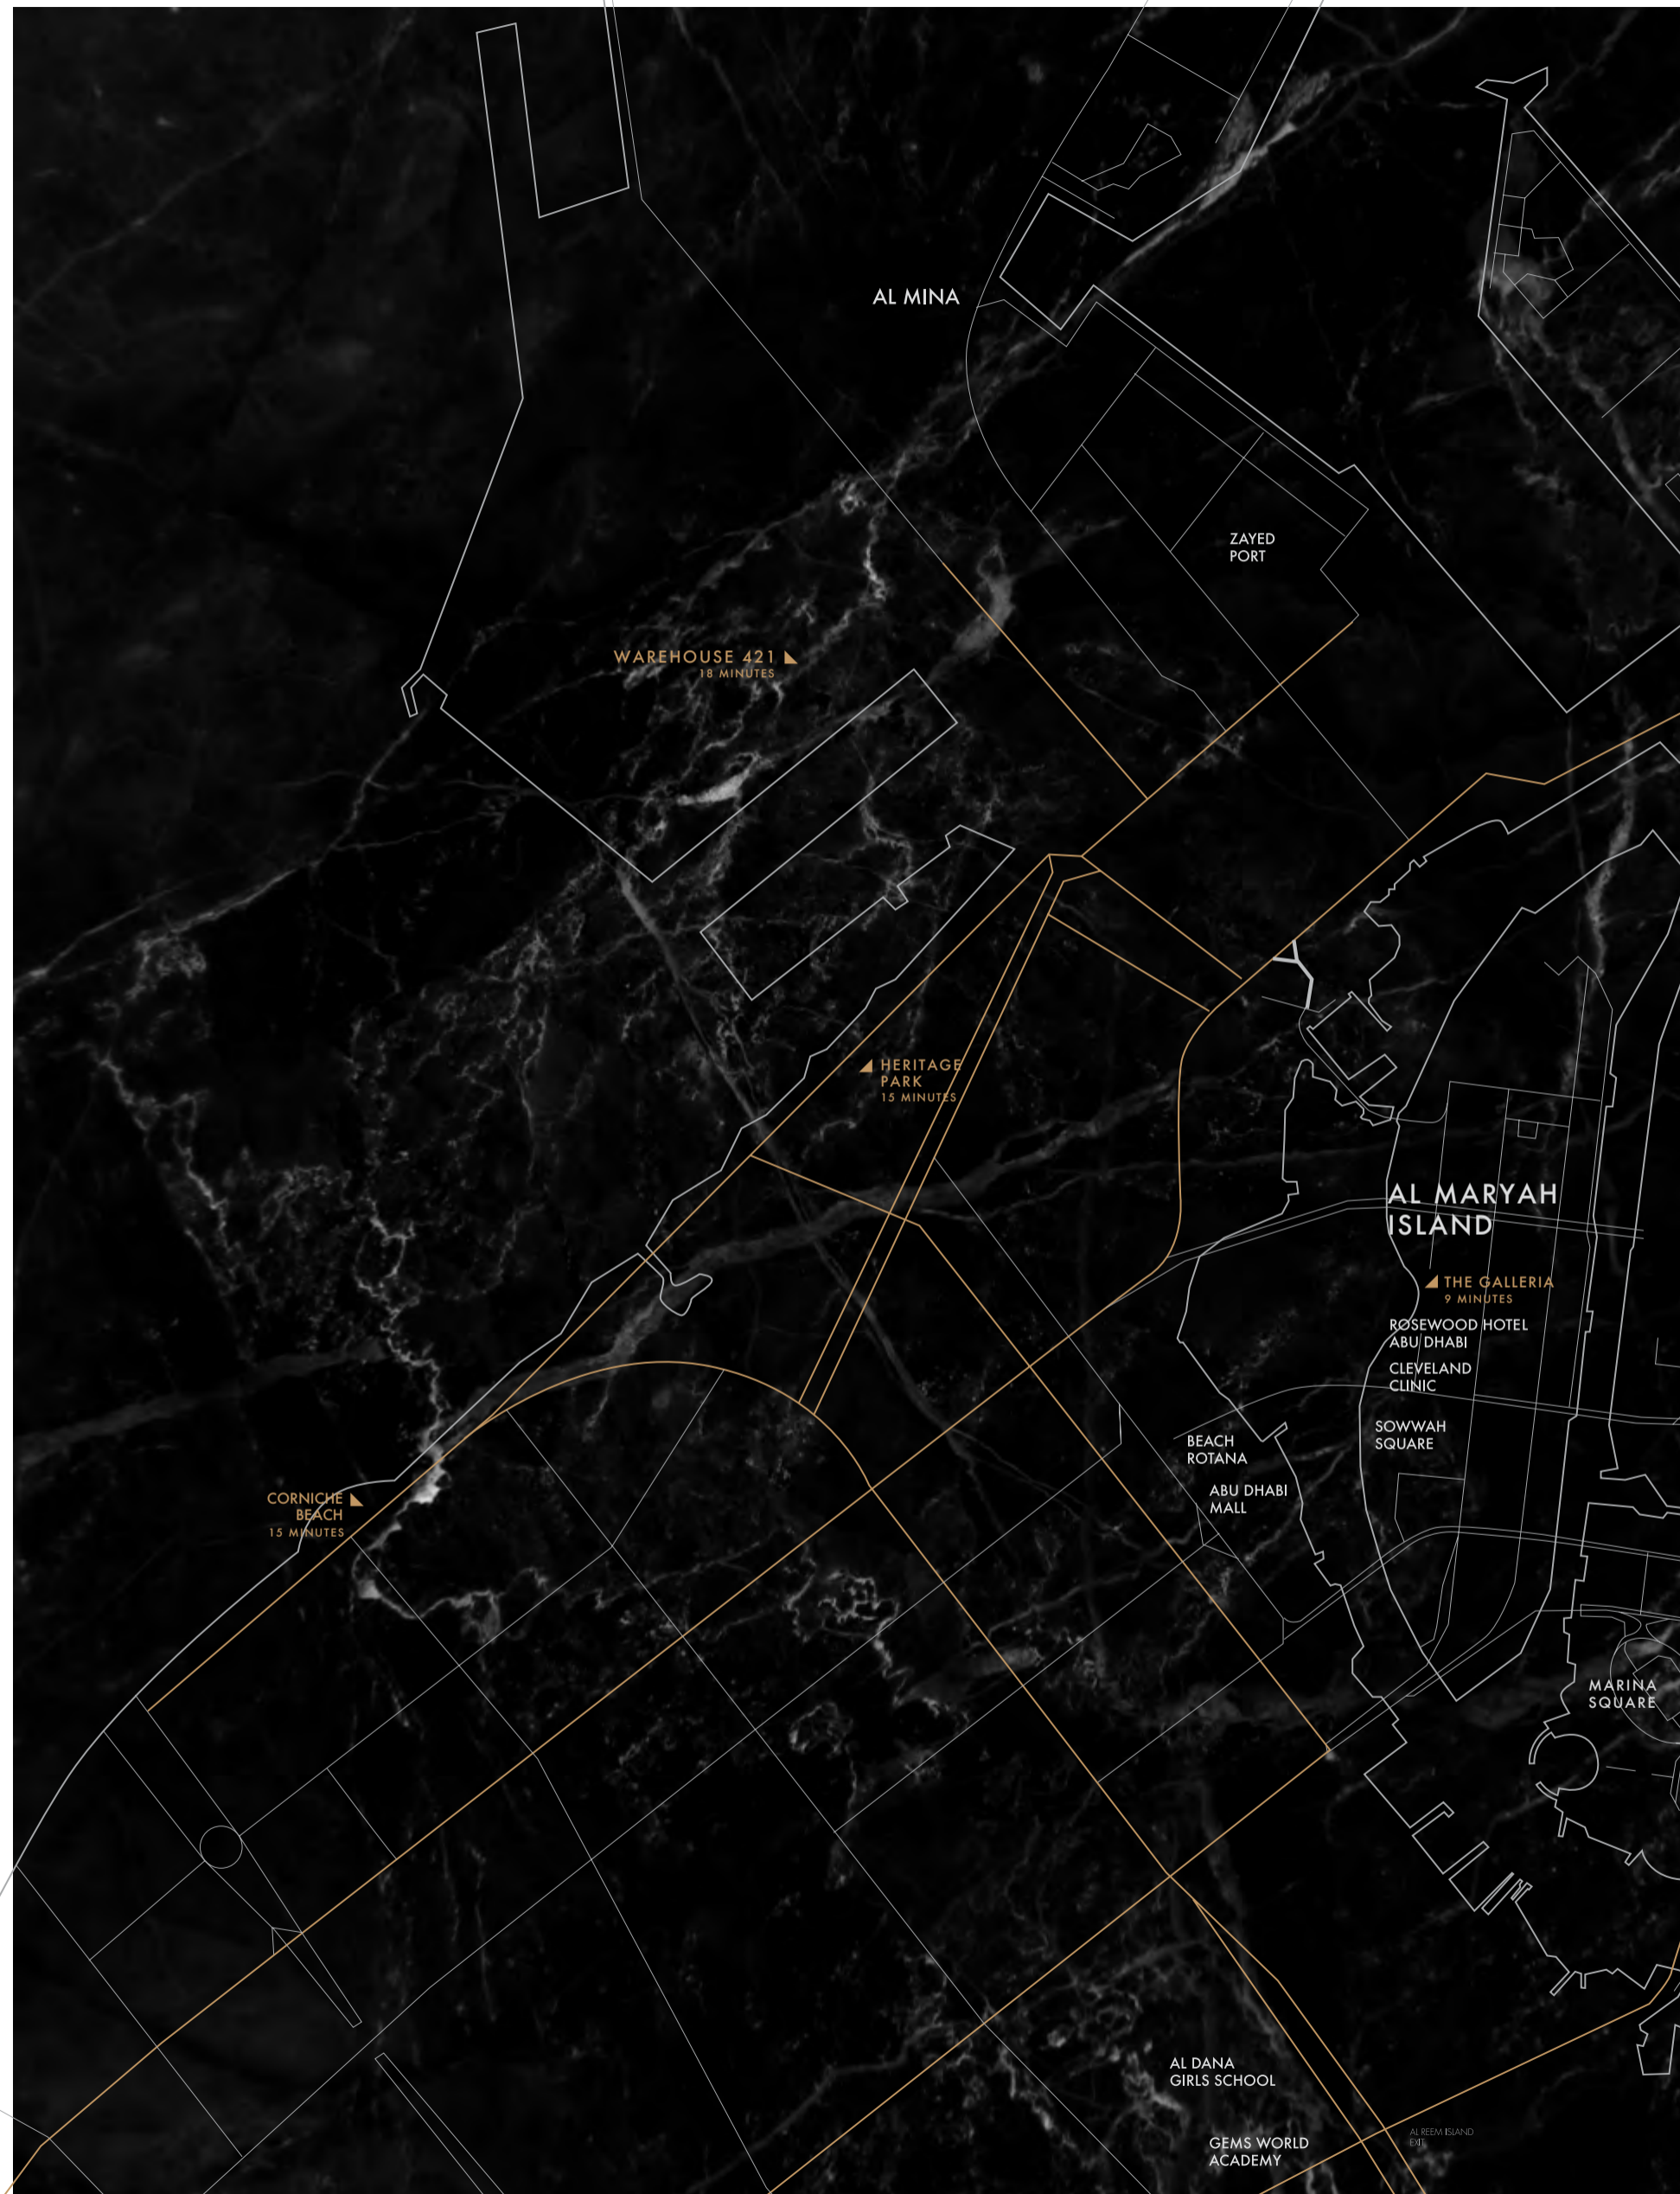 AL MINA
ZAYED
PORT
WAREHOUSE 421
18 MINUTES
HERITAGE
PARK
15 MINUTES
AL MARYAH
ISLAND
THE GALLERIA
9 MINUTES
ROSEWOOD HOTEL
ABU DHABI
CLEVELAND
CLINIC
SOWWAH
SQUARE
BEACH
ROTANA
ABU DHABI
MALL
CORNICHE
BEACH
15 MINUTES
MARINA
SQUARE
AL DANA
GIRLS SCHOOL
GEMS WORLD
ACADEMY
AL REEM ISLAND
EXIT